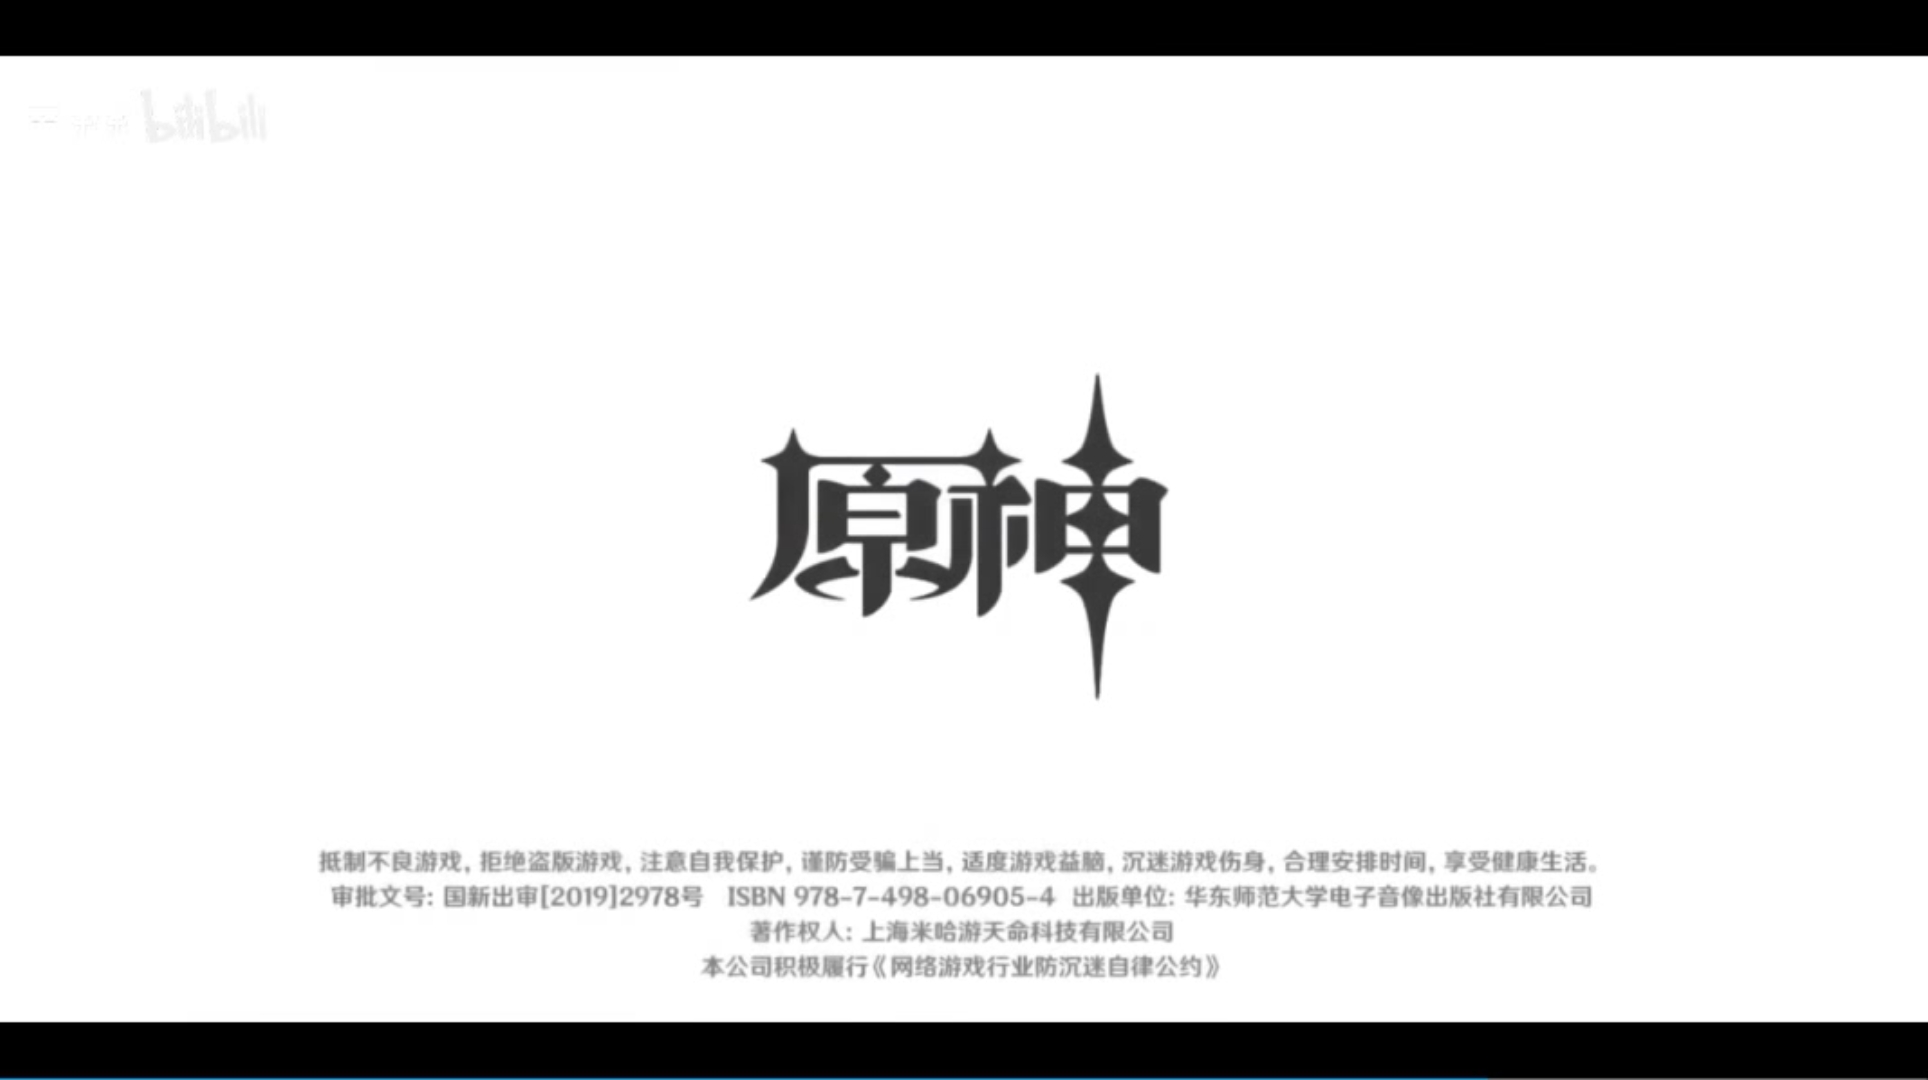 bilibili
原神
抵制不良游戏, 拒绝盗版游戏, 注意自我保护, 谨防受骗上当, 适度游戏益脑, 沉迷游戏伤身, 合理安排时间, 享受健康生活。
审批文号: 国新出审[2019]2978号 ISBN 978-7-498-06905-4 出版单位: 华东师范大学电子音像出版社有限公司
著作权人: 上海米哈游天命科技有限公司
本公司积极履行《网络游戏行业防沉迷自律公约》